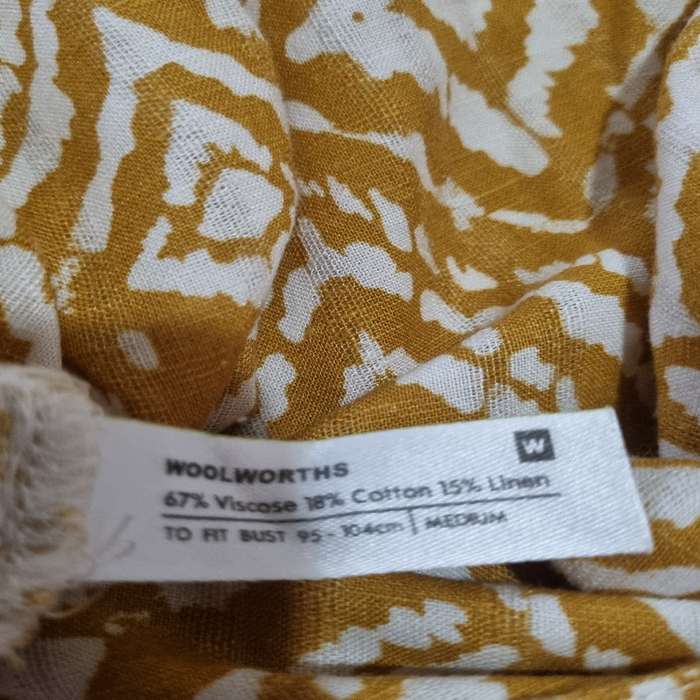 W
WOOLWORTHS
67% Viscose 18% Cotton 15% Linen
TO FIT BUST 95 - 104cm | MEDIUM